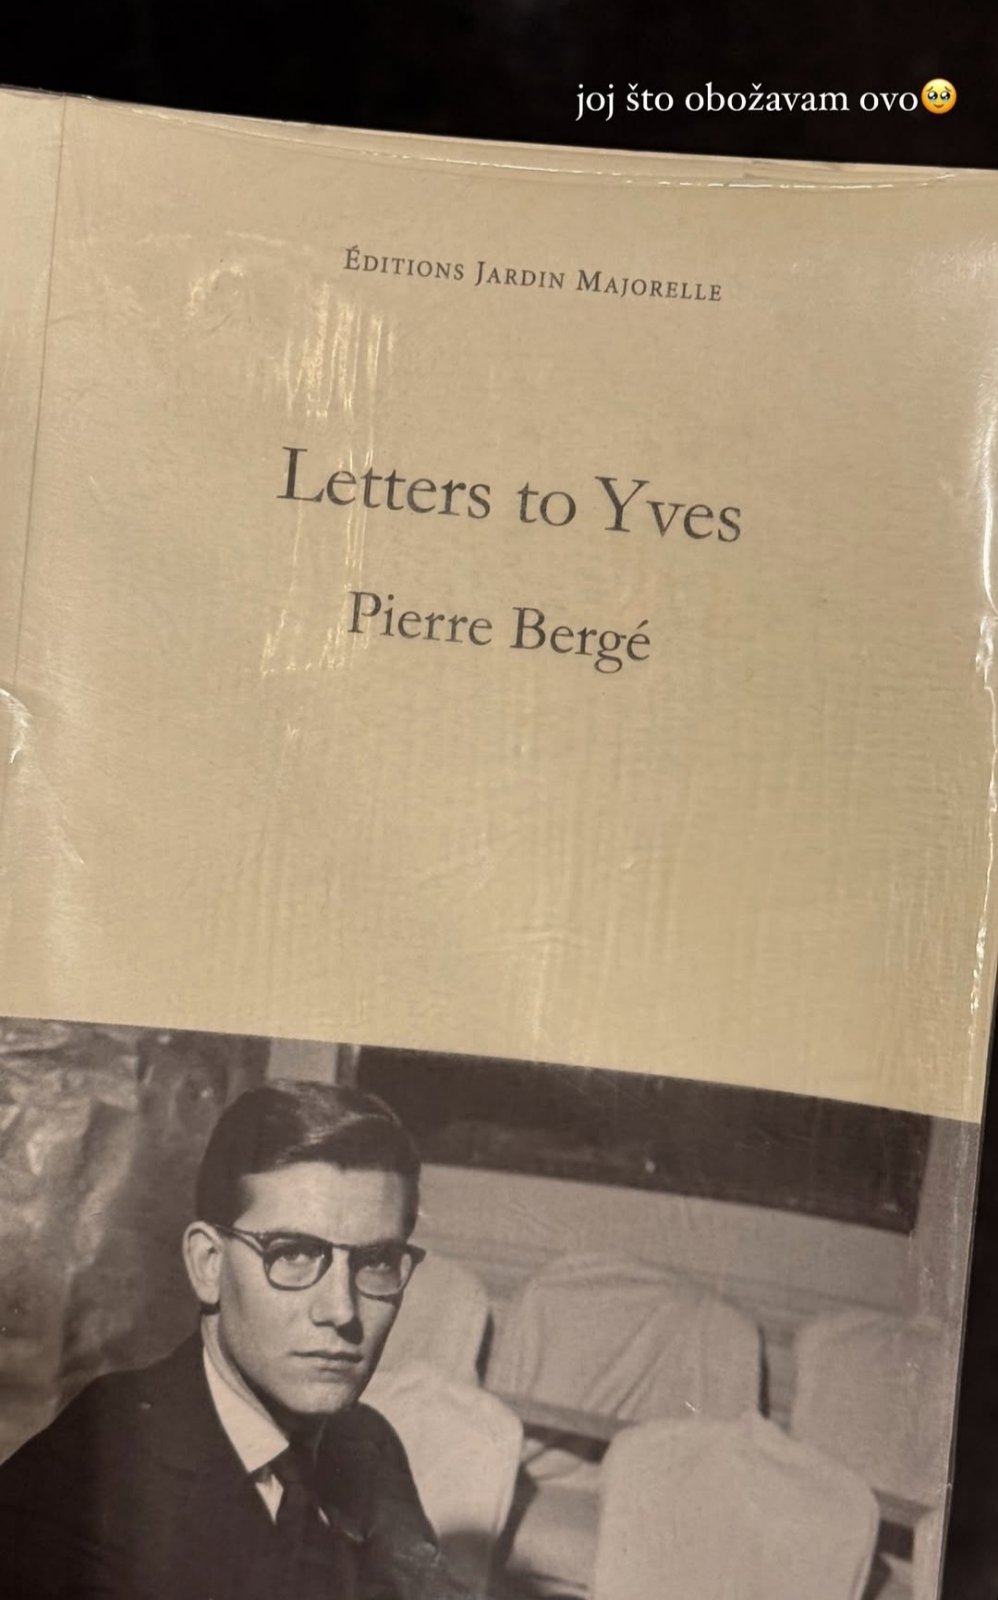 joj što obožavam ovo🥹
ÉDITIONS JARDIN MAJORELLE
Letters to Yves
Pierre Bergé